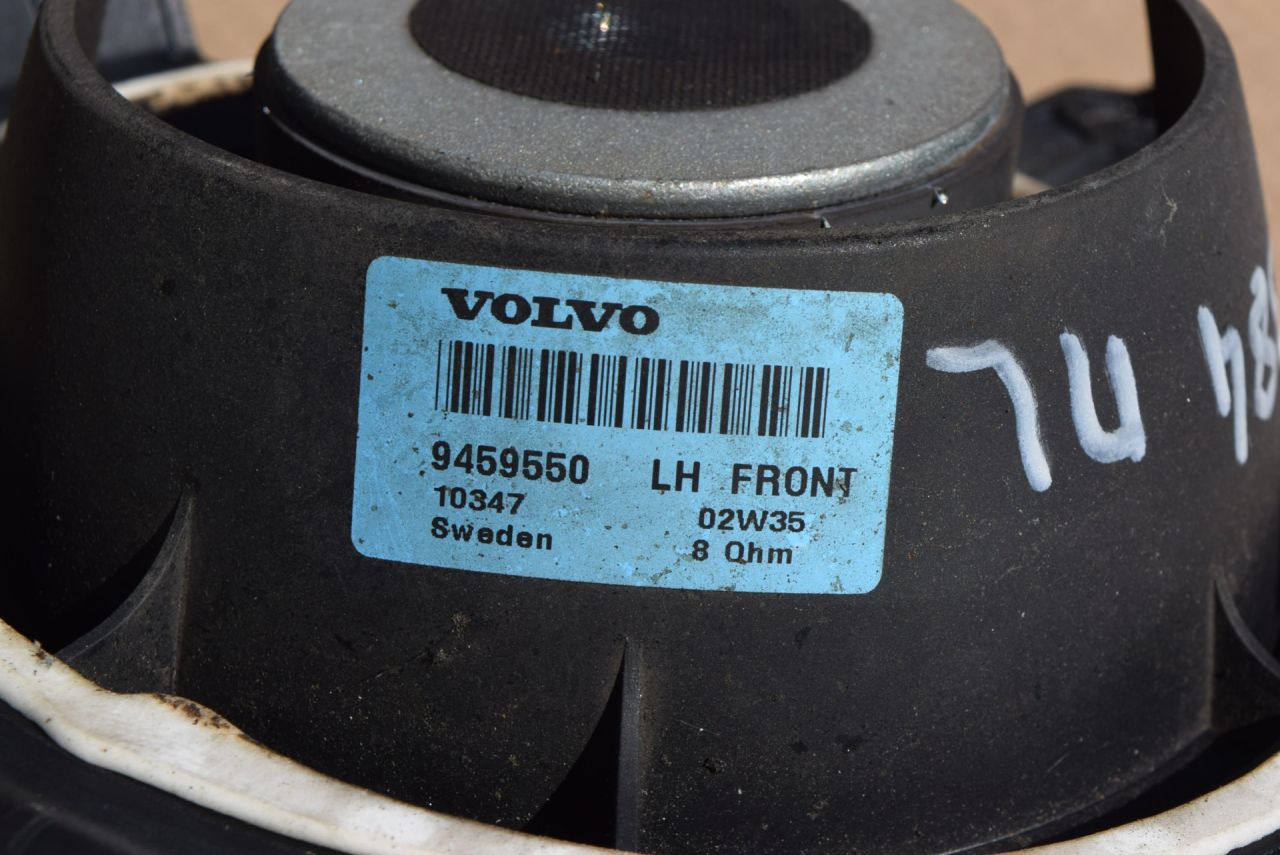 VOLVO
9459550 LH FRONT
10347 02W35
Sweden 8 Ohm